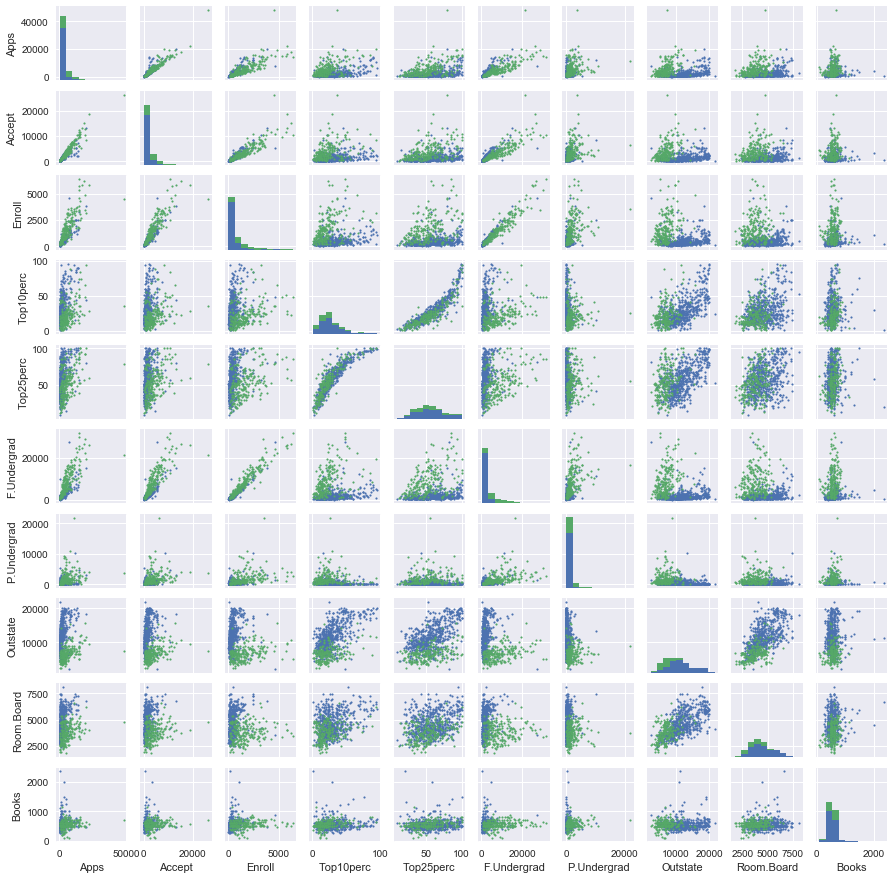 40000
20000
0
Apps
20000
10000
0
Accept
5000
2500
0
Enroll
100
50
0
Top10perc
100
50
Top25perc
20000
0
F.Undergrad
20000
10000
0
P.Undergrad
20000
10000
Outstate
7500
5000
2500
Room.Board
2000
1000
0
Books
0 50000 0 20000 0 5000 0 100 50 100 0 20000 0 20000 10000 20000 2500 5000 7500 0 2000
Apps Accept Enroll Top10perc Top25perc F.Undergrad P.Undergrad Outstate Room.Board Books